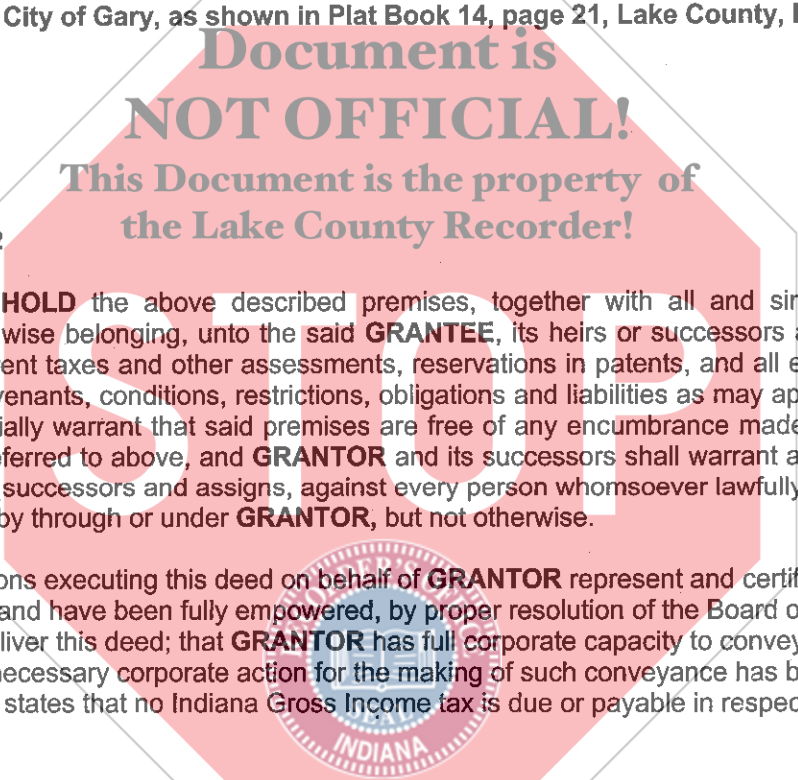 City of Gary, as shown in Plat Book 14, page 21, Lake County,
Document is
NOT OFFICIAL!
This Document is the property of
the Lake County Recorder!
HOLD the above described premises, together with all and
wise belonging, unto the said GRANTEE, its heirs or successors
ent taxes and other assessments, reservations in patents, and all
venants, conditions, restrictions, obligations and liabilities as may
ially warrant that said premises are free of any encumbrance made
ferred to above, and GRANTOR and its successors shall warrant
successors and assigns, against every person whomsoever lawfully
by through or under GRANTOR, but not otherwise.
STOP
ons executing this deed on behalf of GRANTOR represent and
and have been fully empowered, by proper resolution of the Board
liver this deed; that GRANTOR has full corporate capacity to convey
necessary corporate action for the making of such conveyance has
states that no Indiana Gross Income tax is due or payable in
SEAL
INDIANA